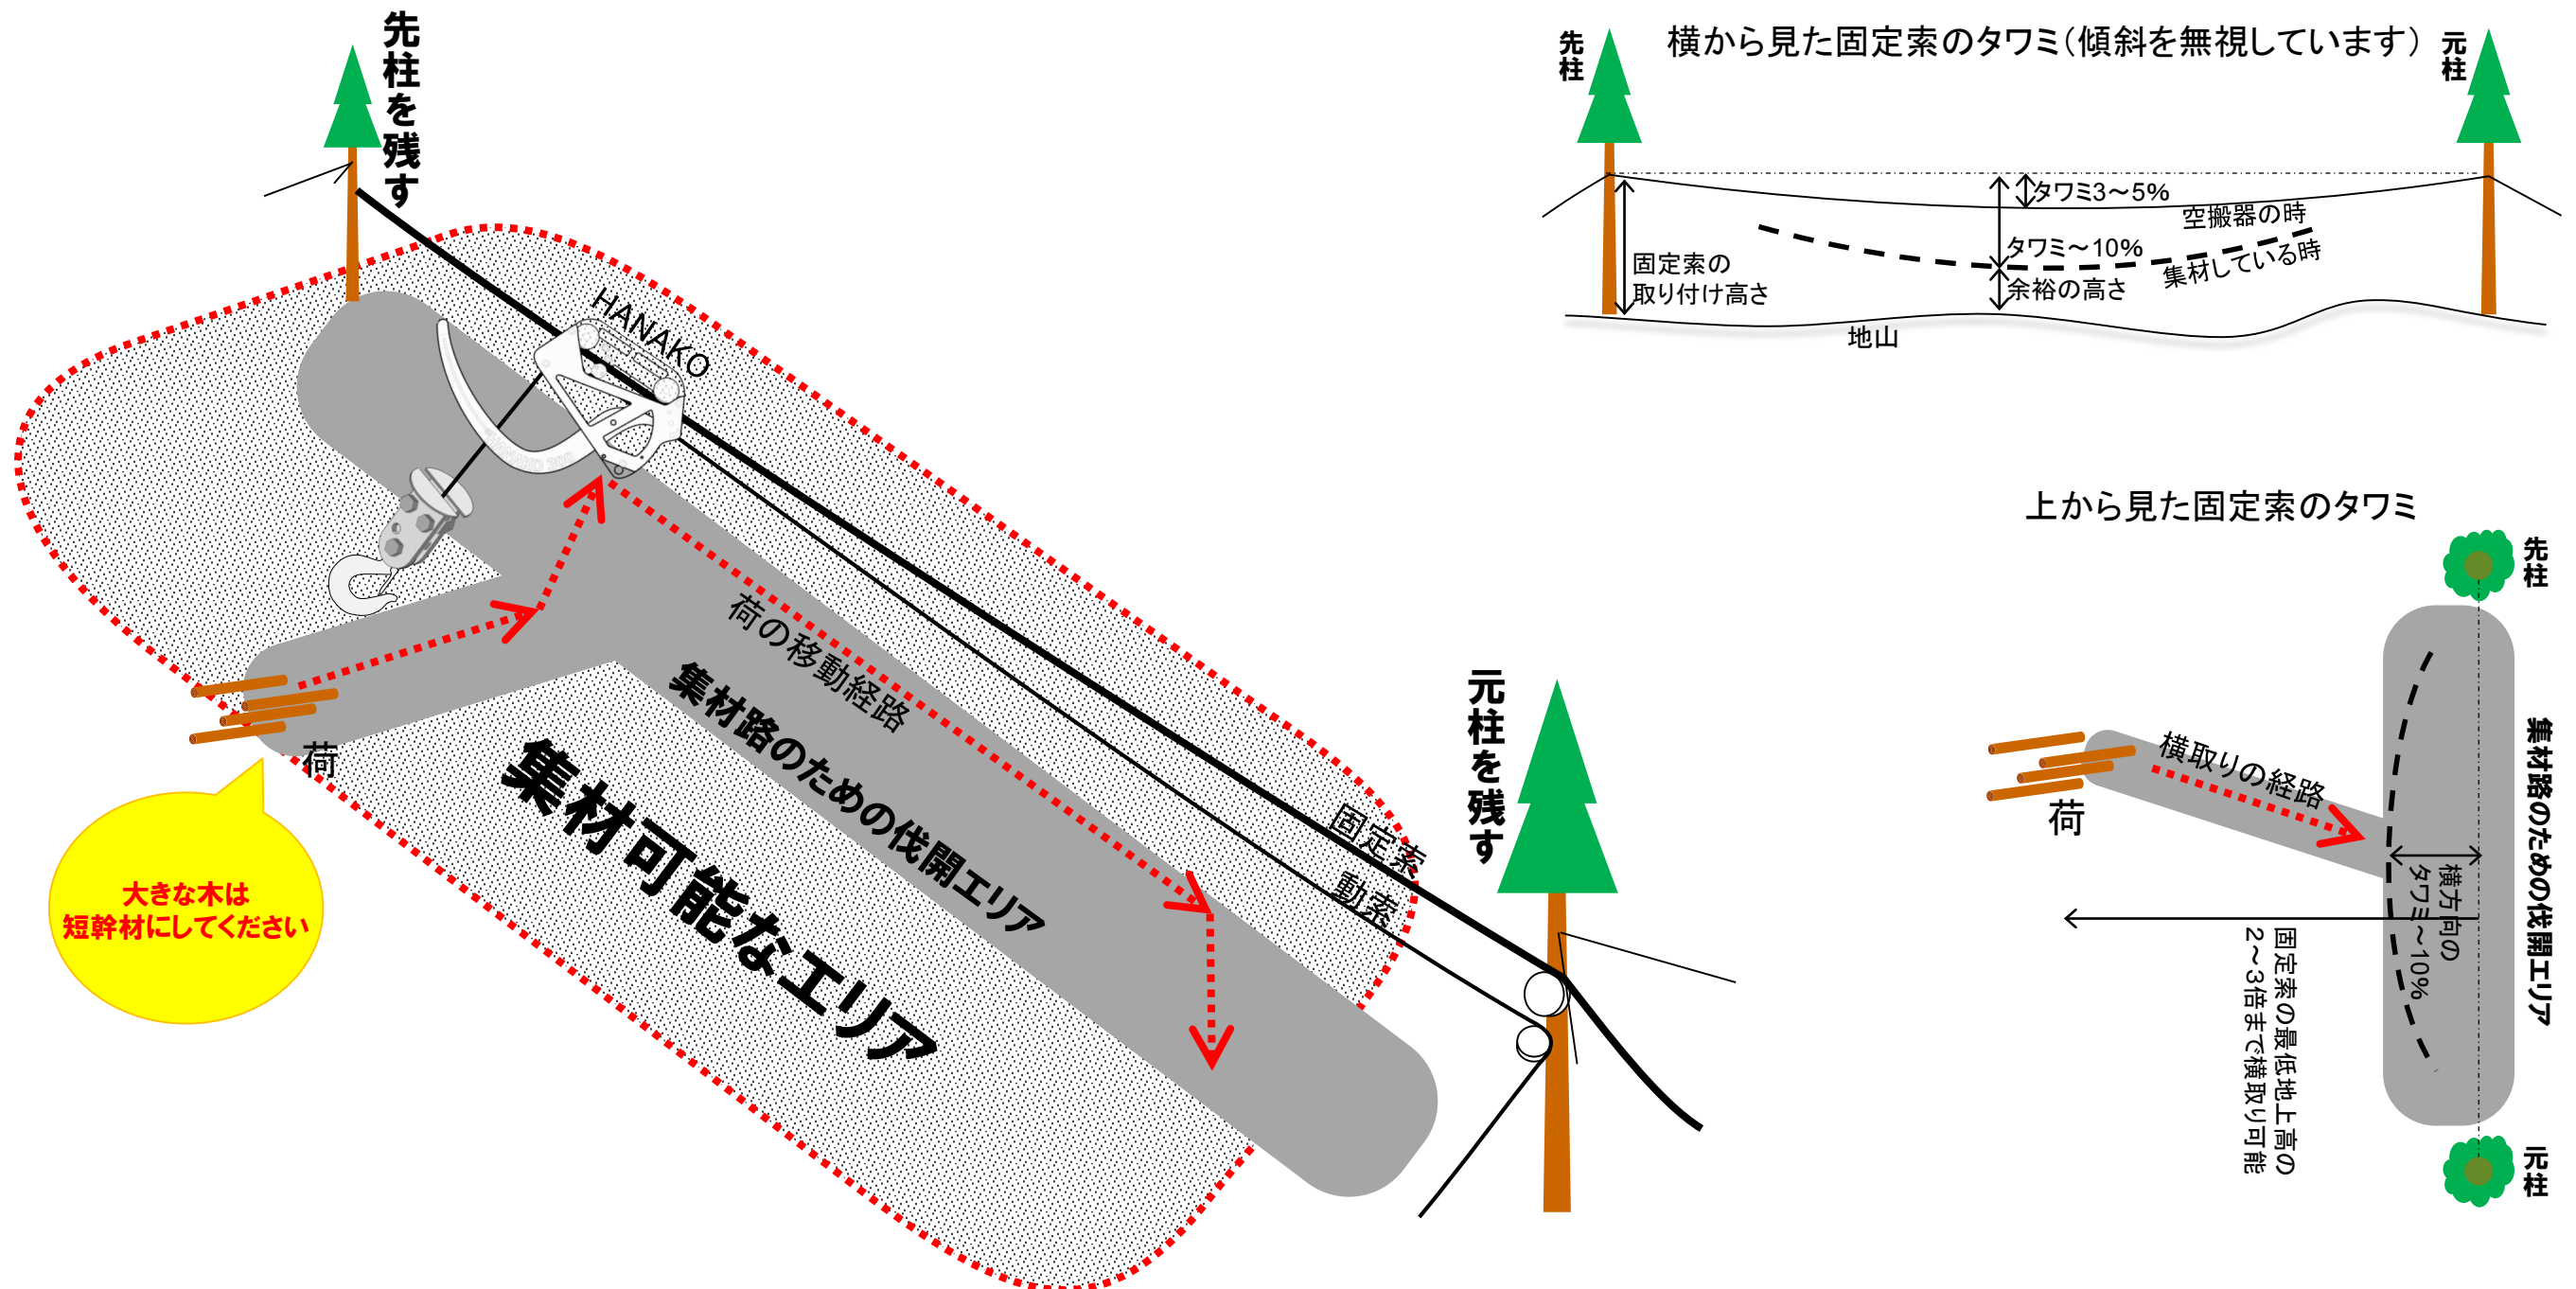 先柱を残す
HANAKO
HANAKO 300
荷の移動経路
集材路のための伐開エリア
集材可能なエリア
荷
大きな木は
短幹材にしてください
固定索
動索
元柱を残す
横から見た固定索のタワミ（傾斜を無視しています）
先柱
元柱
タワミ3～5%
空搬器の時
タワミ～10%
集材している時
固定索の
取り付け高さ
余裕の高さ
地山
上から見た固定索のタワミ
先柱
横取りの経路
荷
横方向の
タワミ～10%
集材路のための伐開エリア
固定索の最低地上高の
2～3倍まで横取り可能
元柱